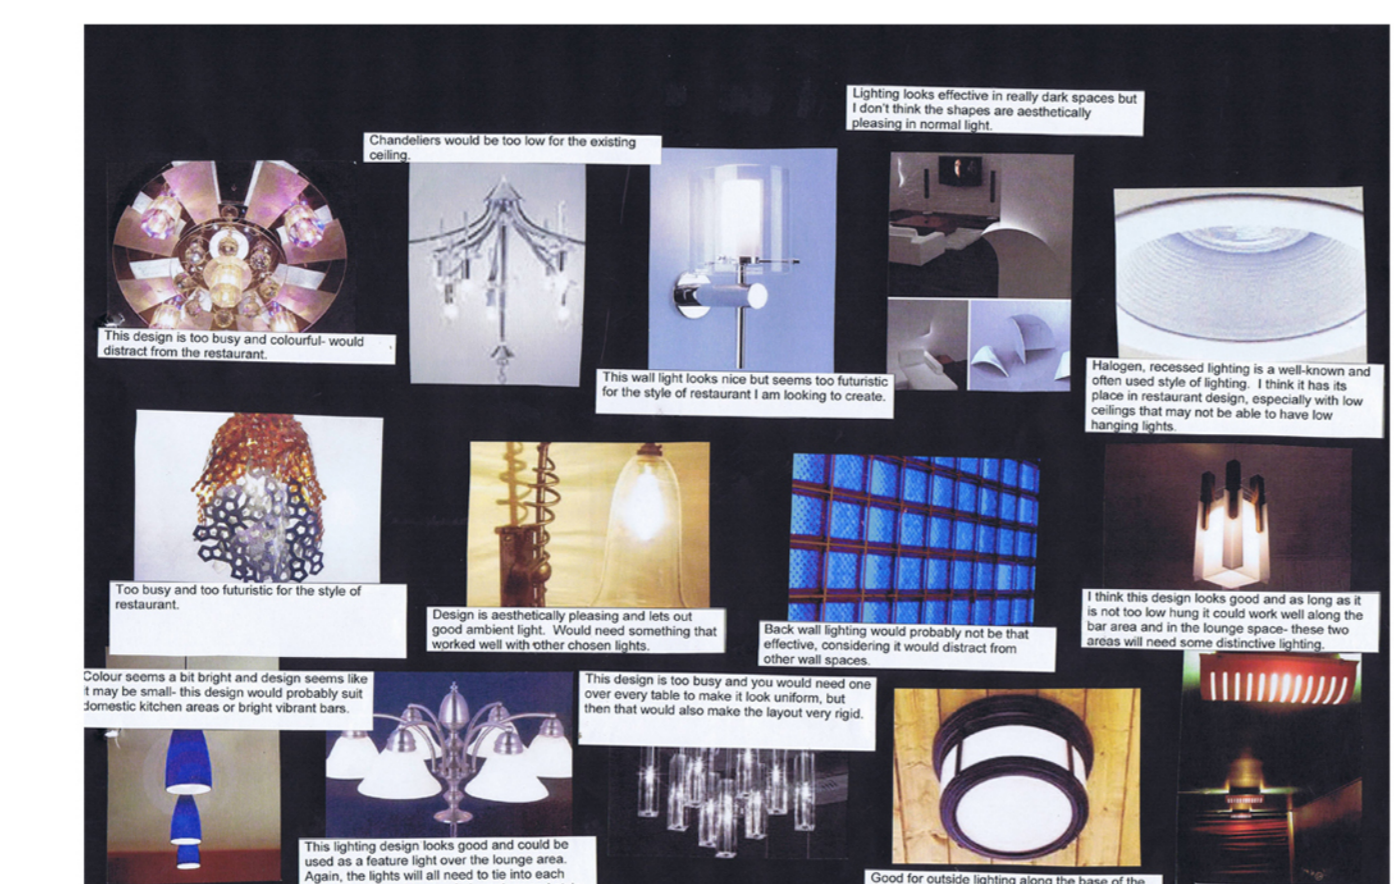 Lighting looks effective in really dark spaces but
I don't think the shapes are aesthetically
pleasing in normal light.
Chandeliers would be too low for the existing
ceiling.
This design is too busy and colourful- would
distract from the restaurant.
This wall light looks nice but seems too futuristic
for the style of restaurant I am looking to create.
Halogen, recessed lighting is a well-known and
often used style of lighting. I think it has its
place in restaurant design, especially with low
ceilings that may not be able to have low
hanging lights.
Too busy and too futuristic for the style of
restaurant.
Design is aesthetically pleasing and lets out
good ambient light. Would need something that
worked well with other chosen lights.
Back wall lighting would probably not be that
effective, considering it would distract from
other wall spaces.
I think this design looks good and as long as it
is not too low hung it could work well along the
bar area and in the lounge space- these two
areas will need some distinctive lighting.
Colour seems a bit bright and design seems like
it may be small- this design would probably suit
domestic kitchen areas or bright vibrant bars.
This design is too busy and you would need one
over every table to make it look uniform, but
then that would also make the layout very rigid.
This lighting design looks good and could be
used as a feature light over the lounge area.
Again, the lights will all need to tie into each
Good for outside lighting along the base of the